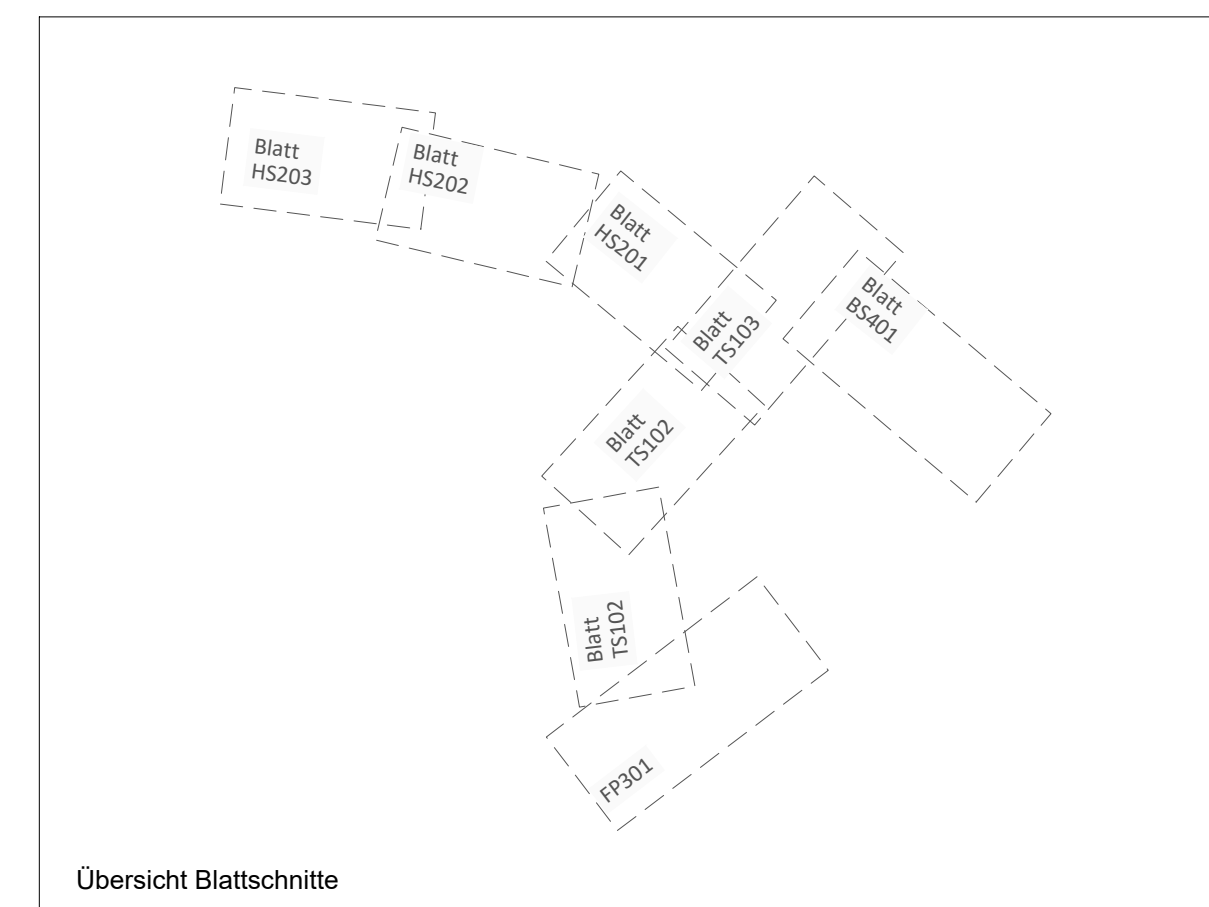 Blatt
HS203
Blatt
HS202
Blatt
HS201
Blatt
BS401
Blatt
TS103
Blatt
TS102
Blatt
TS102
FP301
Übersicht Blattschnitte